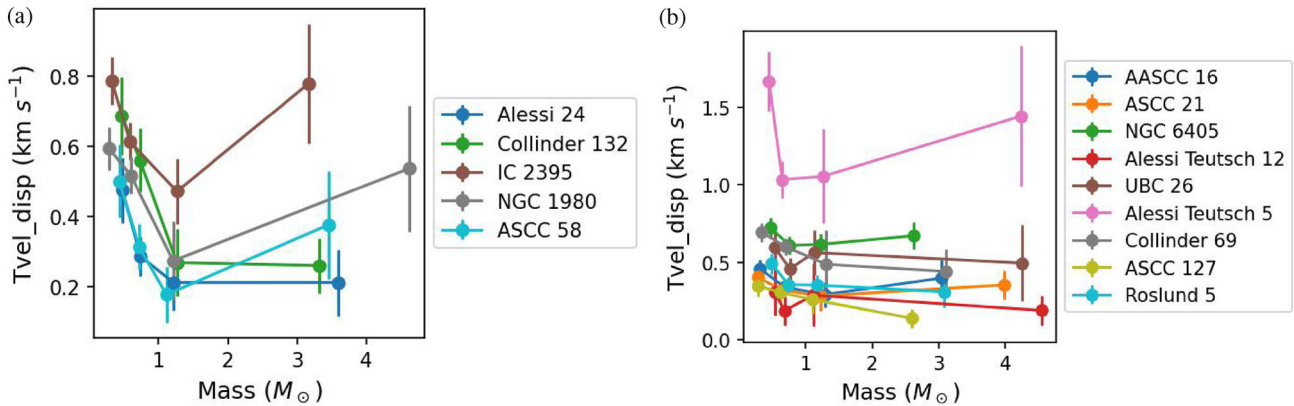 (a)
0.8
0.6
0.4
0.2
Tvel_disp (km s⁻¹)
1 2 3 4
Mass (M⊙)
Alessi 24
Collinder 132
IC 2395
NGC 1980
ASCC 58
(b)
1.5
1.0
0.5
0.0
Tvel_disp (km s⁻¹)
1 2 3 4
Mass (M⊙)
AASCC 16
ASCC 21
NGC 6405
Alessi Teutsch 12
UBC 26
Alessi Teutsch 5
Collinder 69
ASCC 127
Roslund 5